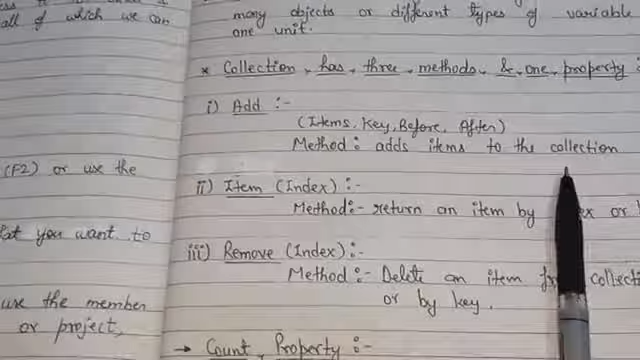 all of which we can
(F2) or use the
you want to
use the member
or project,
many objects or different types of variable
one unit.
* Collection, has, three, methods, & one, property :
i) Add :-
(Items, Key, Before, After)
Method: adds items to the collection
ii) Item (Index) :-
Method:- return an item by or
iii) Remove (Index):-
Method:- Delete an item
or by key.
→ Count, Property :-